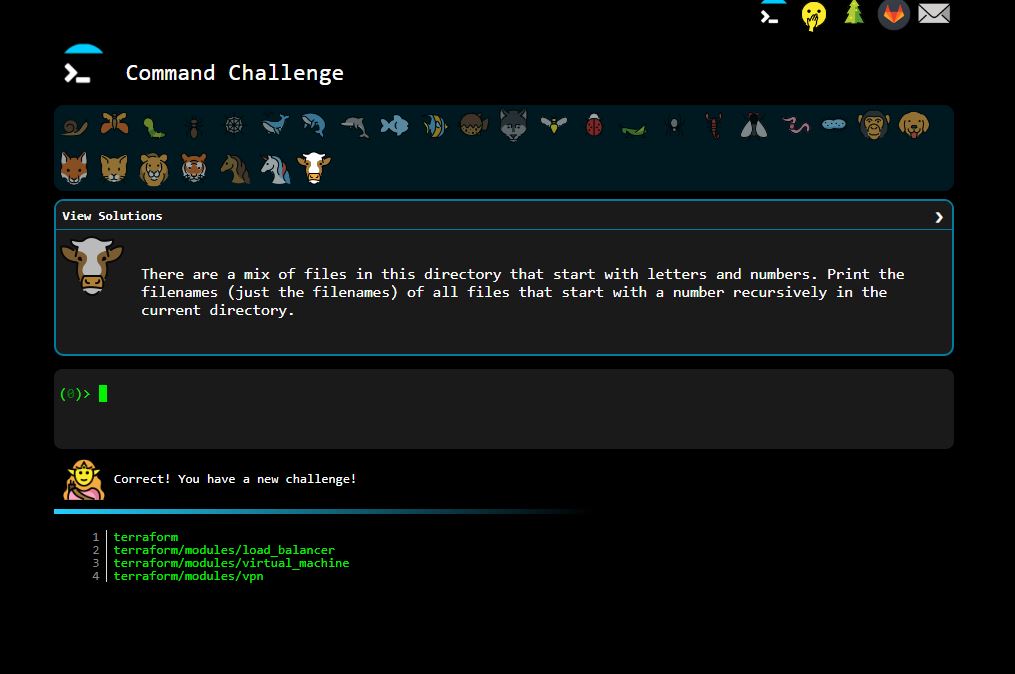 Command Challenge
View Solutions
There are a mix of files in this directory that start with letters and numbers. Print the
filenames (just the filenames) of all files that start with a number recursively in the
current directory.
(0)>
Correct! You have a new challenge!
1 terraform
2 terraform/modules/load_balancer
3 terraform/modules/virtual_machine
4 terraform/modules/vpn